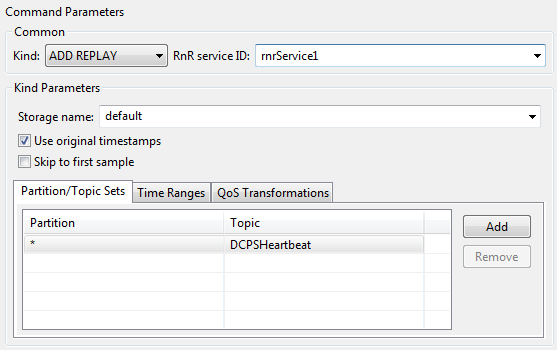 Command Parameters
Common
Kind: ADD REPLAY RnR service ID: rnrService1
Kind Parameters
Storage name: default
Use original timestamps
Skip to first sample
Partition/Topic Sets Time Ranges QoS Transformations
Partition Topic Add
* DCPSHeartbeat
Remove